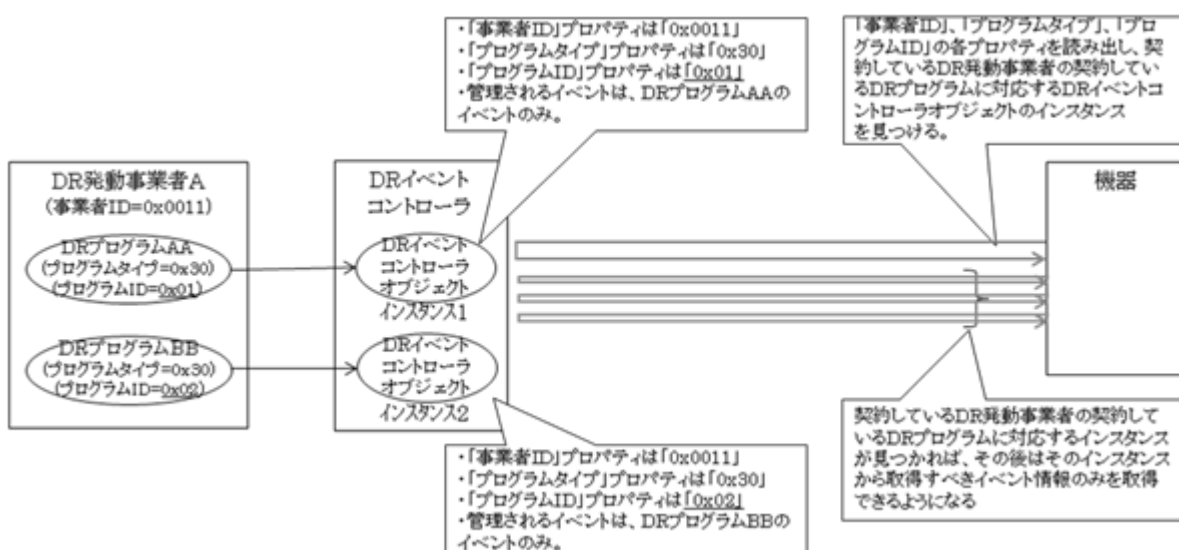 ・「事業者ID」プロパティは「0x0011」
・「プログラムタイプ」プロパティは「0x30」
・「プログラムID」プロパティは「0x01」
・管理されるイベントは、DRプログラムAAの
イベントのみ。
「事業者ID」、「プログラムタイプ」、「プロ
グラムID」の各プロパティを読み出し、契
約しているDR発動事業者の契約してい
るDRプログラムに対応するDRイベントコ
ントローラオブジェクトのインスタンス
を見つける。
DR発動事業者A
(事業者ID=0x0011)
DRプログラムAA
(プログラムタイプ=0x30)
(プログラムID=0x01)
DRプログラムBB
(プログラムタイプ=0x30)
(プログラムID=0x02)
DRイベント
コントローラ
DRイベント
コントローラ
オブジェクト
インスタンス1
DRイベント
コントローラ
オブジェクト
インスタンス2
機器
・「事業者ID」プロパティは「0x0011」
・「プログラムタイプ」プロパティは「0x30」
・「プログラムID」プロパティは「0x02」
・管理されるイベントは、DRプログラムBBの
イベントのみ。
契約しているDR発動事業者の契約して
いるDRプログラムに対応するインスタンス
が見つかれば、その後はそのインスタンス
から取得すべきイベント情報のみを取得
できるようになる